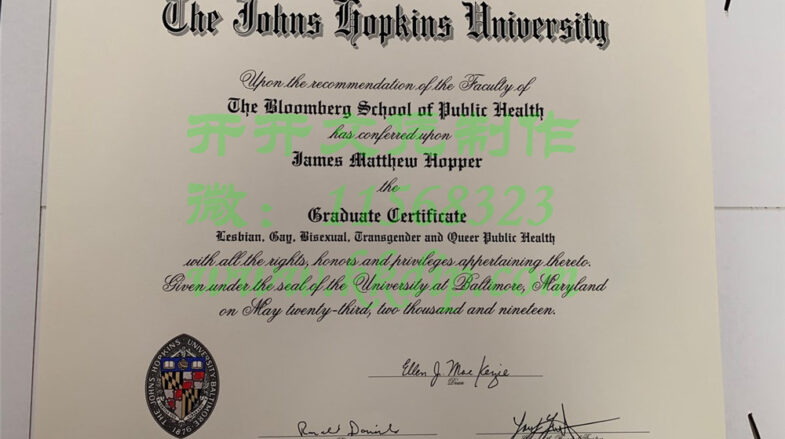 The Johns Hopkins University
Upon the recommendation of the Faculty of
The Bloomberg School of Public Health
开开文凭制作
has conferred upon
James Matthew Hopper
the
微：11568323
Graduate Certificate
Lesbian, Gay, Bisexual, Transgender and Queer Public Health
with all the rights, honors and privileges appertaining thereto.
Given under the seal of the University at Baltimore, Maryland
on May twenty-third, two thousand and nineteen.
THE JOHNS HOPKINS UNIVERSITY BALTIMORE 1876
Ellen J. MacKenzie
Dean
Ronald Daniels